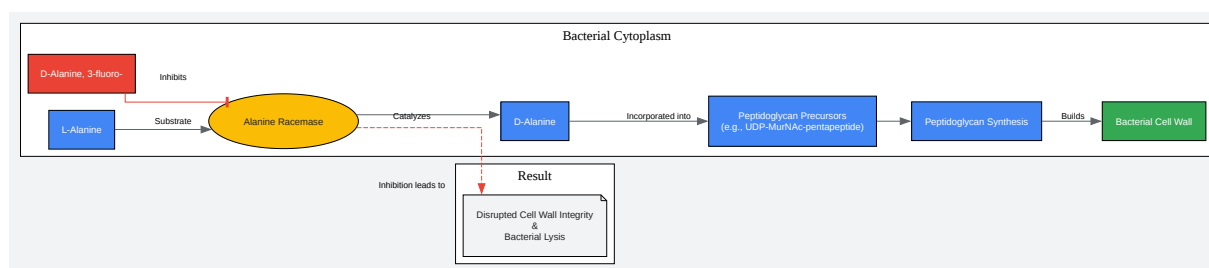 Bacterial Cytoplasm
D-Alanine, 3-fluoro-
Inhibits
L-Alanine
Substrate
Alanine Racemase
Catalyzes
D-Alanine
Incorporated into
Peptidoglycan Precursors
(e.g., UDP-MurNAc-pentapeptide)
Peptidoglycan Synthesis
Builds
Bacterial Cell Wall
Inhibition leads to
Result
Disrupted Cell Wall Integrity
&
Bacterial Lysis